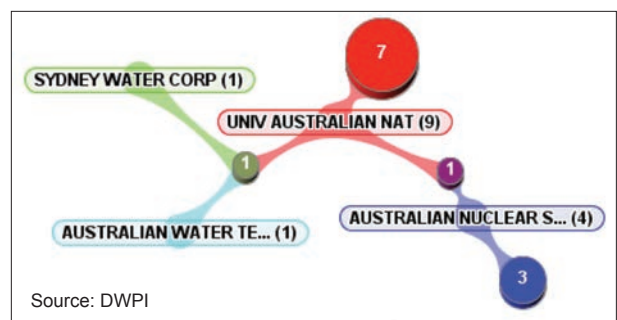 7
SYDNEY WATER CORP (1)
UNIV AUSTRALIAN NAT (9)
1
1
AUSTRALIAN WATER TE... (1)
AUSTRALIAN NUCLEAR S... (4)
3
Source: DWPI